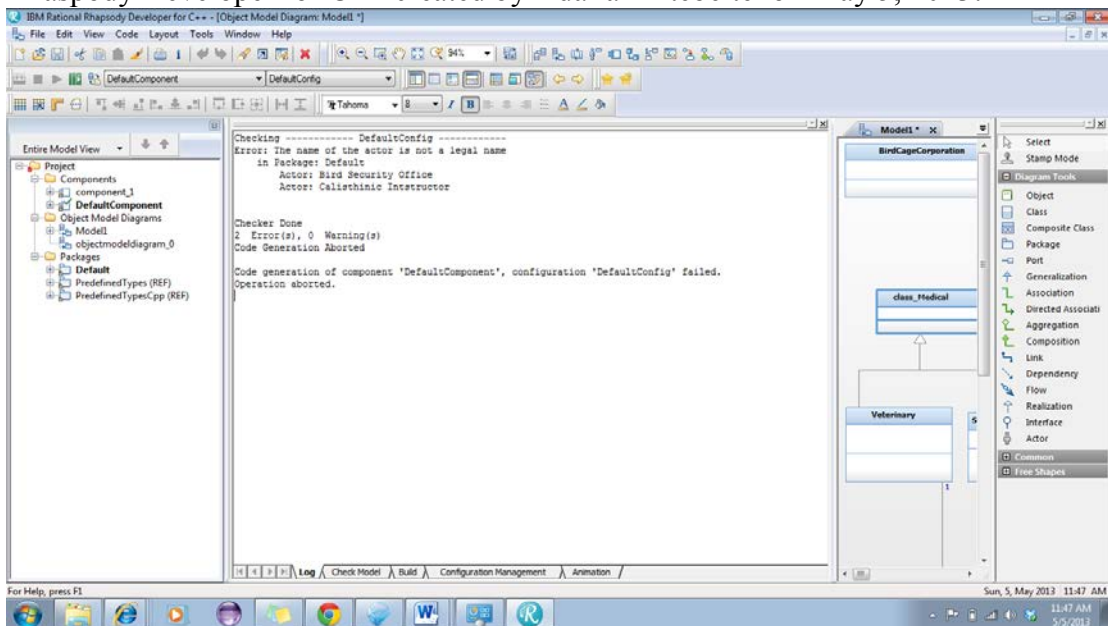 IBM Rational Rhapsody Developer for C++ - [Object Model Diagram: Model1 *]
File Edit View Code Layout Tools Window Help
94%
DefaultComponent DefaultConfig
Tahoma 8 I B A
Entire Model View
Project
Components
component_1
DefaultComponent
Object Model Diagrams
Model1
objectmodeldiagram_0
Packages
Default
PredefinedTypes (REF)
PredefinedTypesCpp (REF)
Checking ------------ DefaultConfig ------------
Error: The name of the actor is not a legal name
in Package: Default
Actor: Bird Security Office
Actor: Calisthinic Intstructor
Checker Done
2 Error(s), 0 Warning(s)
Code Generation Aborted
Code generation of component 'DefaultComponent', configuration 'DefaultConfig' failed.
Operation aborted.
Log Check Model Build Configuration Management Animation
Model1 *
BirdCageCorporation
class_Medical
Veterinary
S
1
Select
Stamp Mode
Diagram Tools
Object
Class
Composite Class
Package
Port
Generalization
Association
Directed Associati
Aggregation
Composition
Link
Dependency
Flow
Realization
Interface
Actor
Common
Free Shapes
For Help, press F1
Sun, 5, May 2013 11:47 AM
11:47 AM
5/5/2013